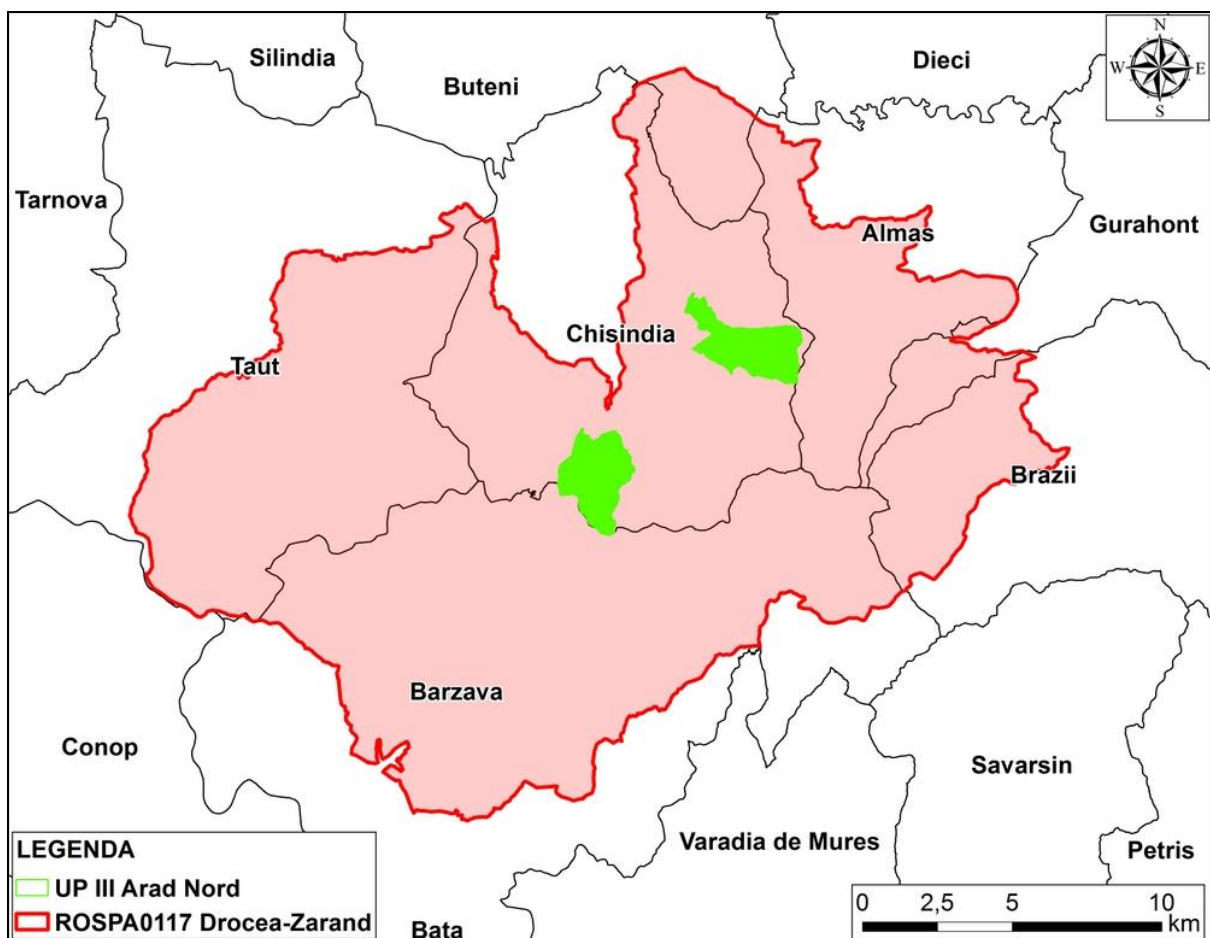 Silindia
Buteni
Dieci
N
W E
S
Tarnova
Almas
Gurahont
Chisindia
Taut
Brazii
Barzava
Conop
Savarsin
Varadia de Mures
Petris
Bata
LEGENDA
UP III Arad Nord
ROSPA0117 Drocea-Zarand
0 2,5 5 10
km